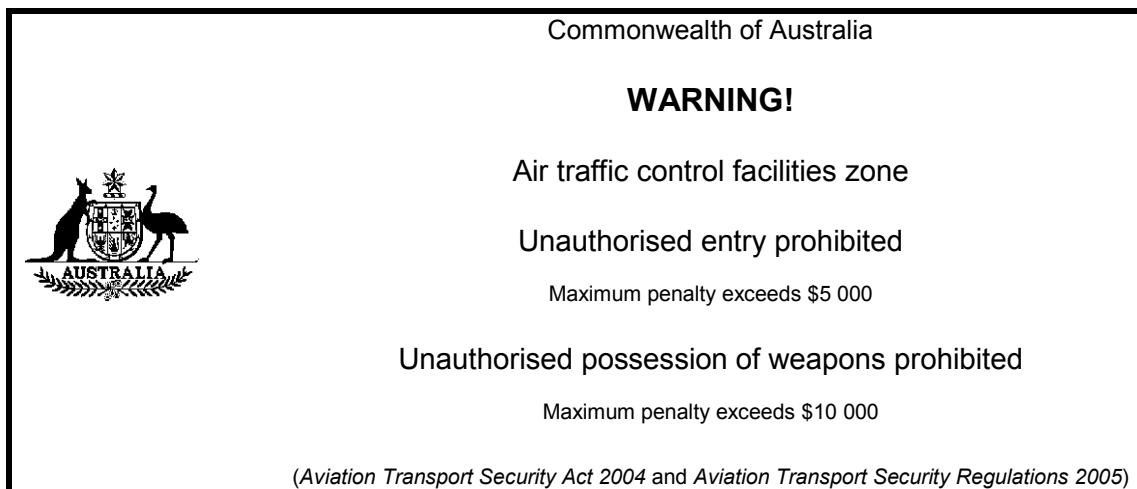 Commonwealth of Australia
WARNING!
Air traffic control facilities zone
Unauthorised entry prohibited
Maximum penalty exceeds $5 000
AUSTRALIA
Unauthorised possession of weapons prohibited
Maximum penalty exceeds $10 000
(Aviation Transport Security Act 2004 and Aviation Transport Security Regulations 2005)